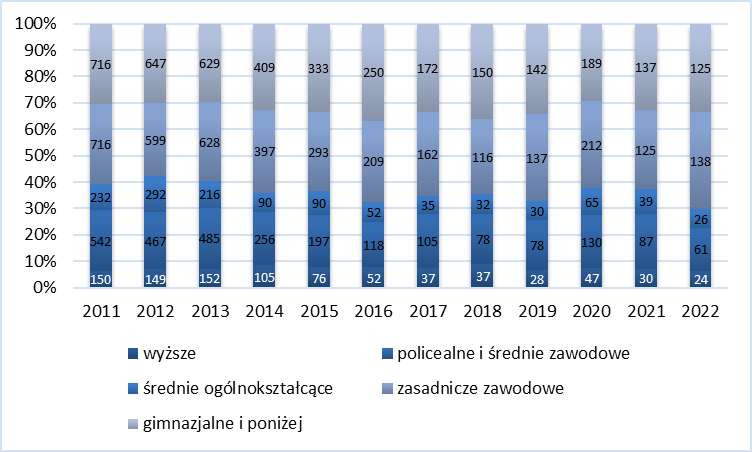 100%
90%
80%
70%
60%
50%
40%
30%
20%
10%
0%
716 647 629 409 333 250 172 150 142 189 137 125
716 599 628 397 293 209 162 116 137 212 125 138
232 292 216 90 90 52 35 32 30 65 39 26
542 467 485 256 197 118 105 78 78 130 87 61
150 149 152 105 76 52 37 37 28 47 30 24
2011 2012 2013 2014 2015 2016 2017 2018 2019 2020 2021 2022
wyższe policealne i średnie zawodowe
średnie ogólnokształcące zasadnicze zawodowe
gimnazjalne i poniżej